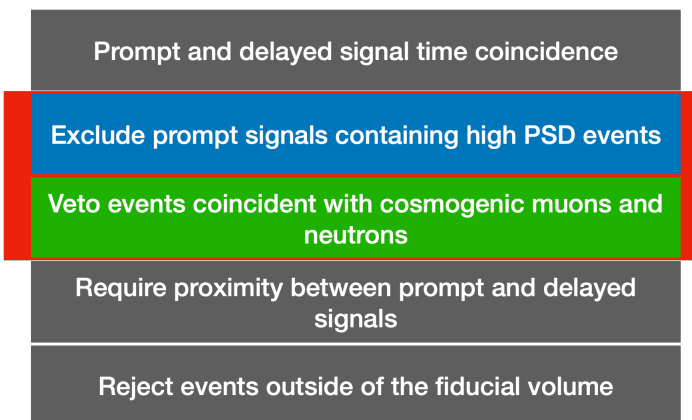 Prompt and delayed signal time coincidence
Exclude prompt signals containing high PSD events
Veto events coincident with cosmogenic muons and
neutrons
Require proximity between prompt and delayed
signals
Reject events outside of the fiducial volume